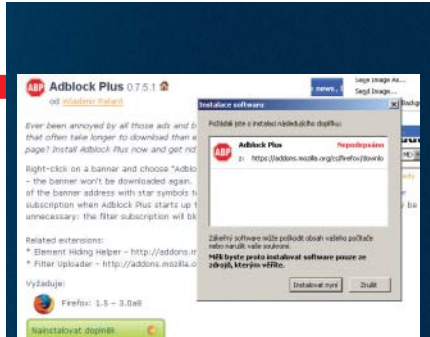 ABP Adblock Plus 0.7.5.1
od Wladimir Palant
Ever been annoyed by all those ads and b
that often take longer to download than e
page? Install Adblock Plus now and get rid
Right-click on a banner and choose "Adblo
– the banner won't be downloaded again.
of the banner address with star symbols t
subscription when Adblock Plus starts up f
unnecessary: the filter subscription will bl
Related extensions:
* Element Hiding Helper – http://addons.m
* Filter Uploader – http://addons.mozilla.o
Vyžaduje:
Firefox: 1.5 – 3.0a8
Nainstalovat doplněk
news,
Save Image As...
Send Image...
Backgr
be
Instalace softwaru
Požádali jste o instalaci následujícího doplňku:
ABP
Adblock Plus Nepodepsáno
z: https://addons.mozilla.org/cs/firefox/downlo
Zákeřný software může poškodit obsah vašeho počítače
nebo narušit vaše soukromí.
Měli byste proto instalovat software pouze ze
zdrojů, kterým věříte.
Instalovat nyní Zrušit